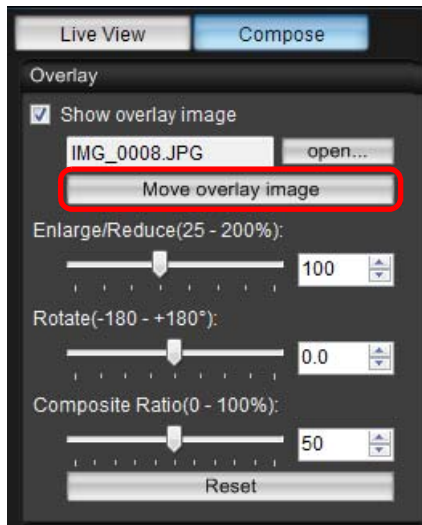 Live View Compose
Overlay
Show overlay image
IMG_0008.JPG open...
Move overlay image
Enlarge/Reduce(25 - 200%):
100
Rotate(-180 - +180°):
0.0
Composite Ratio(0 - 100%):
50
Reset